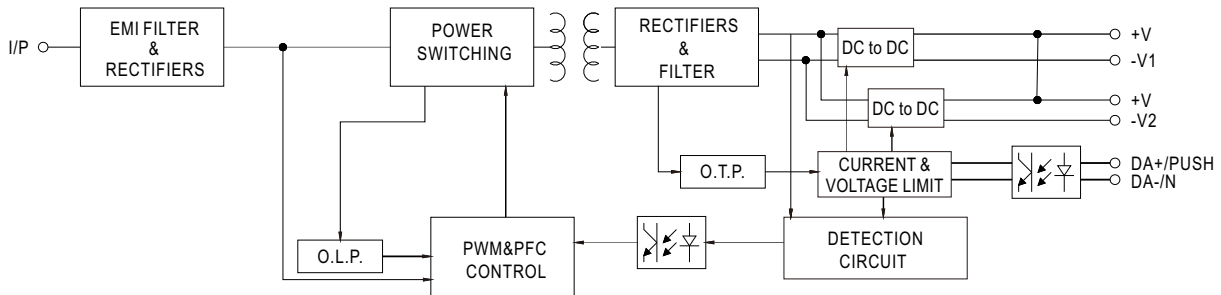 I/P
EMI FILTER
&
RECTIFIERS
POWER
SWITCHING
RECTIFIERS
&
FILTER
DC to DC
+V
-V1
DC to DC
+V
-V2
O.T.P.
CURRENT &
VOLTAGE LIMIT
DA+/PUSH
DA-/N
O.L.P.
PWM&PFC
CONTROL
DETECTION
CIRCUIT